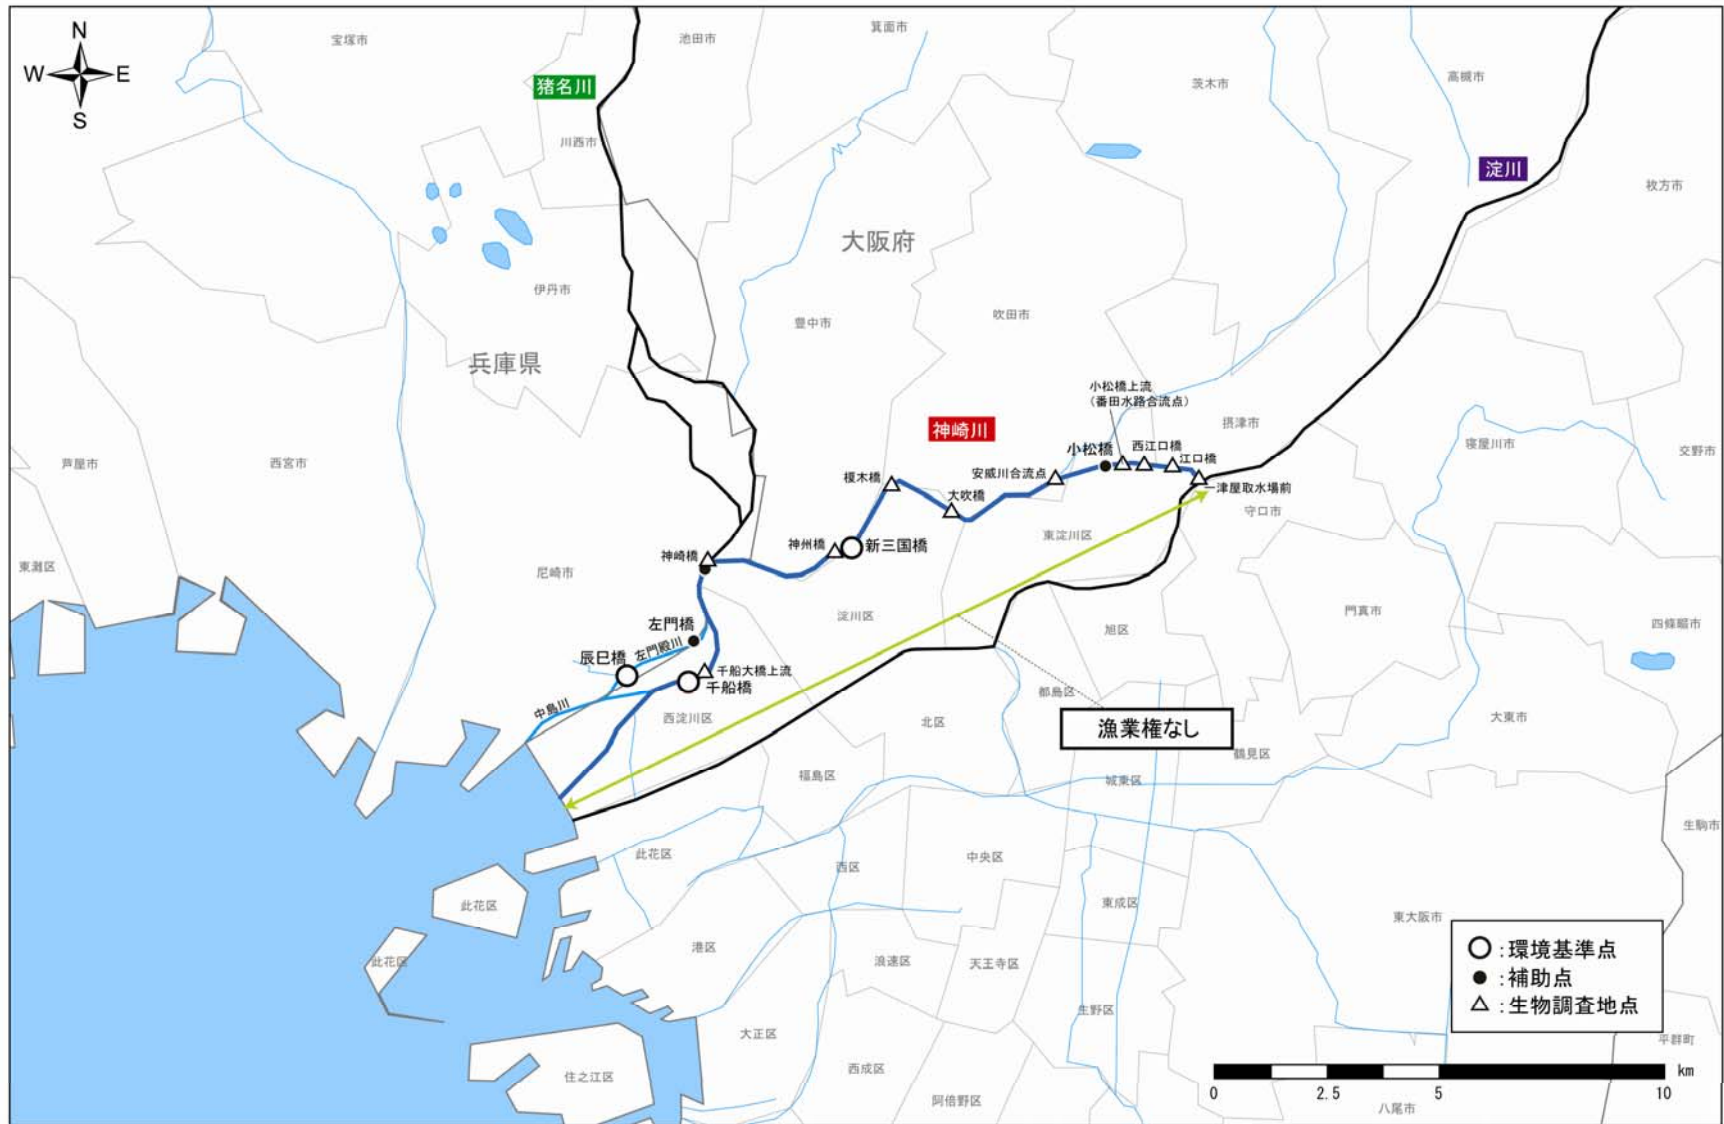 N
W
E
S
宝塚市
池田市
箕面市
茨木市
高槻市
猪名川
川西市
淀川
枚方市
大阪府
伊丹市
豊中市
吹田市
兵庫県
小松橋上流
（番田水路合流点）
摂津市
神崎川
小松橋
西江口橋
江口橋
寝屋川市
交野市
芦屋市
西宮市
榎木橋
安威川合流点
大吹橋
一津屋取水場前
守口市
東淀川区
神州橋
新三国橋
神崎橋
東灘区
尼崎市
淀川区
旭区
門真市
四條畷市
左門橋
左門殿川
辰巳橋
千船大橋上流
千船橋
中島川
西淀川区
都島区
北区
漁業権なし
大東市
鶴見区
福島区
城東区
生駒市
此花区
西区
中央区
東成区
此花区
東大阪市
港区
此花区
浪速区
天王寺区
生野区
大正区
西成区
住之江区
阿倍野区
○:環境基準点
●:補助点
△:生物調査地点
平群町
km
0
2.5
5
10
八尾市